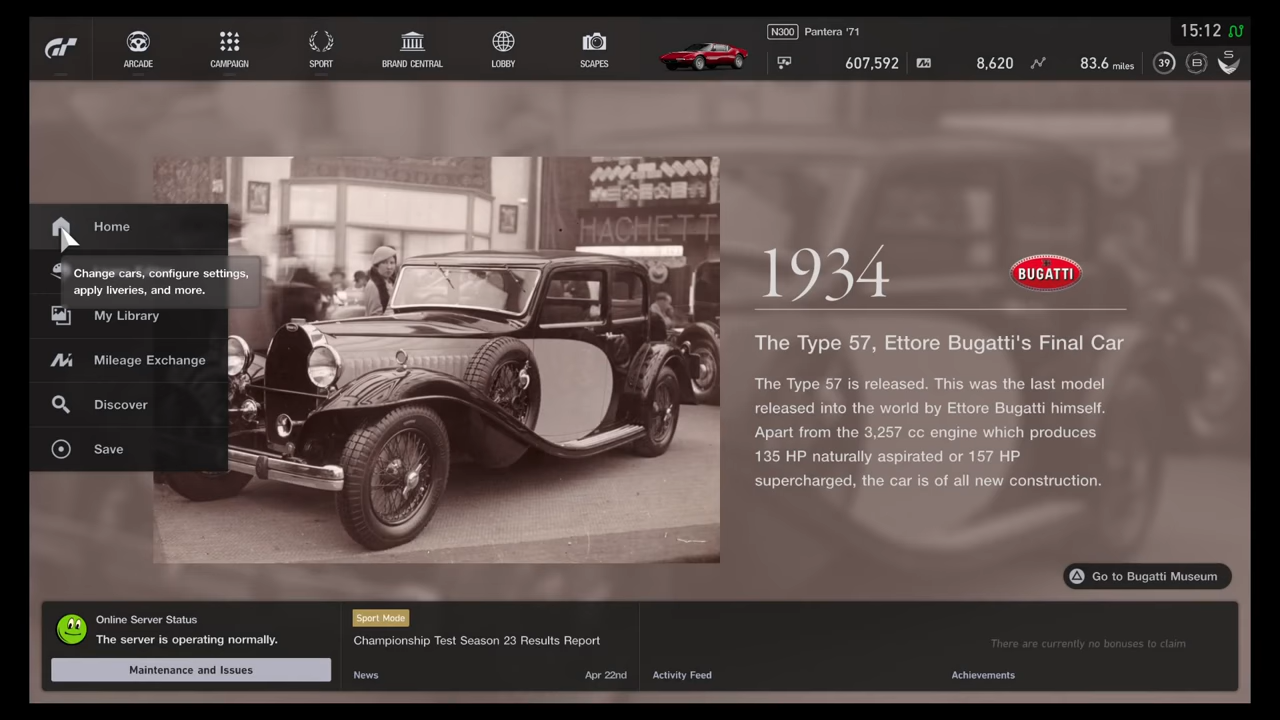 GT
ARCADE
CAMPAIGN
SPORT
BRAND CENTRAL
LOBBY
SCAPES
N300 Pantera '71
607,592
8,620
83.6 miles
39
B
S
15:12
Home
Change cars, configure settings,
apply liveries, and more.
My Library
Mileage Exchange
Discover
Save
HACHETT
1934
BUGATTI
The Type 57, Ettore Bugatti's Final Car
The Type 57 is released. This was the last model
released into the world by Ettore Bugatti himself.
Apart from the 3,257 cc engine which produces
135 HP naturally aspirated or 157 HP
supercharged, the car is of all new construction.
Go to Bugatti Museum
Online Server Status
The server is operating normally.
Maintenance and Issues
Sport Mode
Championship Test Season 23 Results Report
News
Apr 22nd
Activity Feed
There are currently no bonuses to claim
Achievements